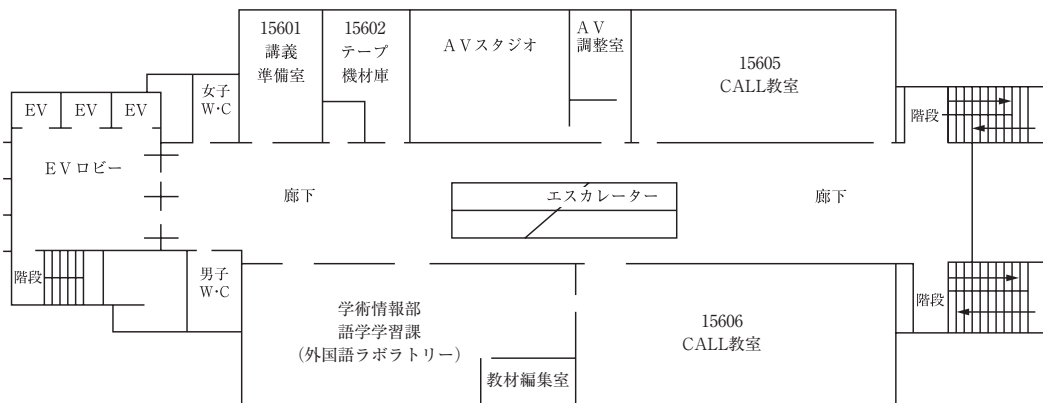 15601
講義
準備室
15602
テープ
機材庫
AVスタジオ
AV
調整室
15605
CALL教室
女子
W・C
EV
EV
EV
階段
EVロビー
廊下
エスカレーター
廊下
階段
男子
W・C
学術情報部
語学学習課
（外国語ラボラトリー）
教材編集室
15606
CALL教室
階段